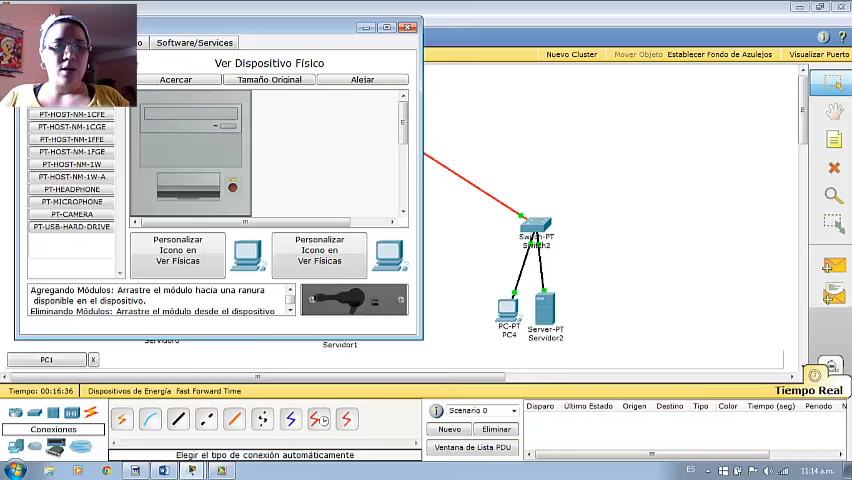 Software/Services
Ver Dispositivo Físico
Acercar
Tamaño Original
Alejar
PT-HOST-NM-1CFE
PT-HOST-NM-1CGE
PT-HOST-NM-1FFE
PT-HOST-NM-1FGE
PT-HOST-NM-1W
PT-HOST-NM-1W-A
PT-HEADPHONE
PT-MICROPHONE
PT-CAMERA
PT-USB-HARD-DRIVE
Personalizar
Icono en
Ver Físicas
Personalizar
Icono en
Ver Físicas
Agregando Módulos: Arrastre el módulo hacia una ranura
disponible en el dispositivo.
Eliminando Módulos: Arrastre el módulo desde el dispositivo
Nuevo Cluster
Mover Objeto
Establecer Fondo de Azulejos
Visualizar Puerto
Switch-PT
Switch2
PC-PT
PC4
Server-PT
Servidor2
Servidor1
PC1
X
Tiempo: 00:16:36
Dispositivos de Energía
Fast Forward Time
Tiempo Real
Conexiones
Elegir el tipo de conexión automáticamente
Scenario 0
Nuevo
Eliminar
Ventana de Lista PDU
Disparo
Último Estado
Origen
Destino
Tipo
Color
Tiempo (seg)
Periodo
N
ES
11:14 a.m.